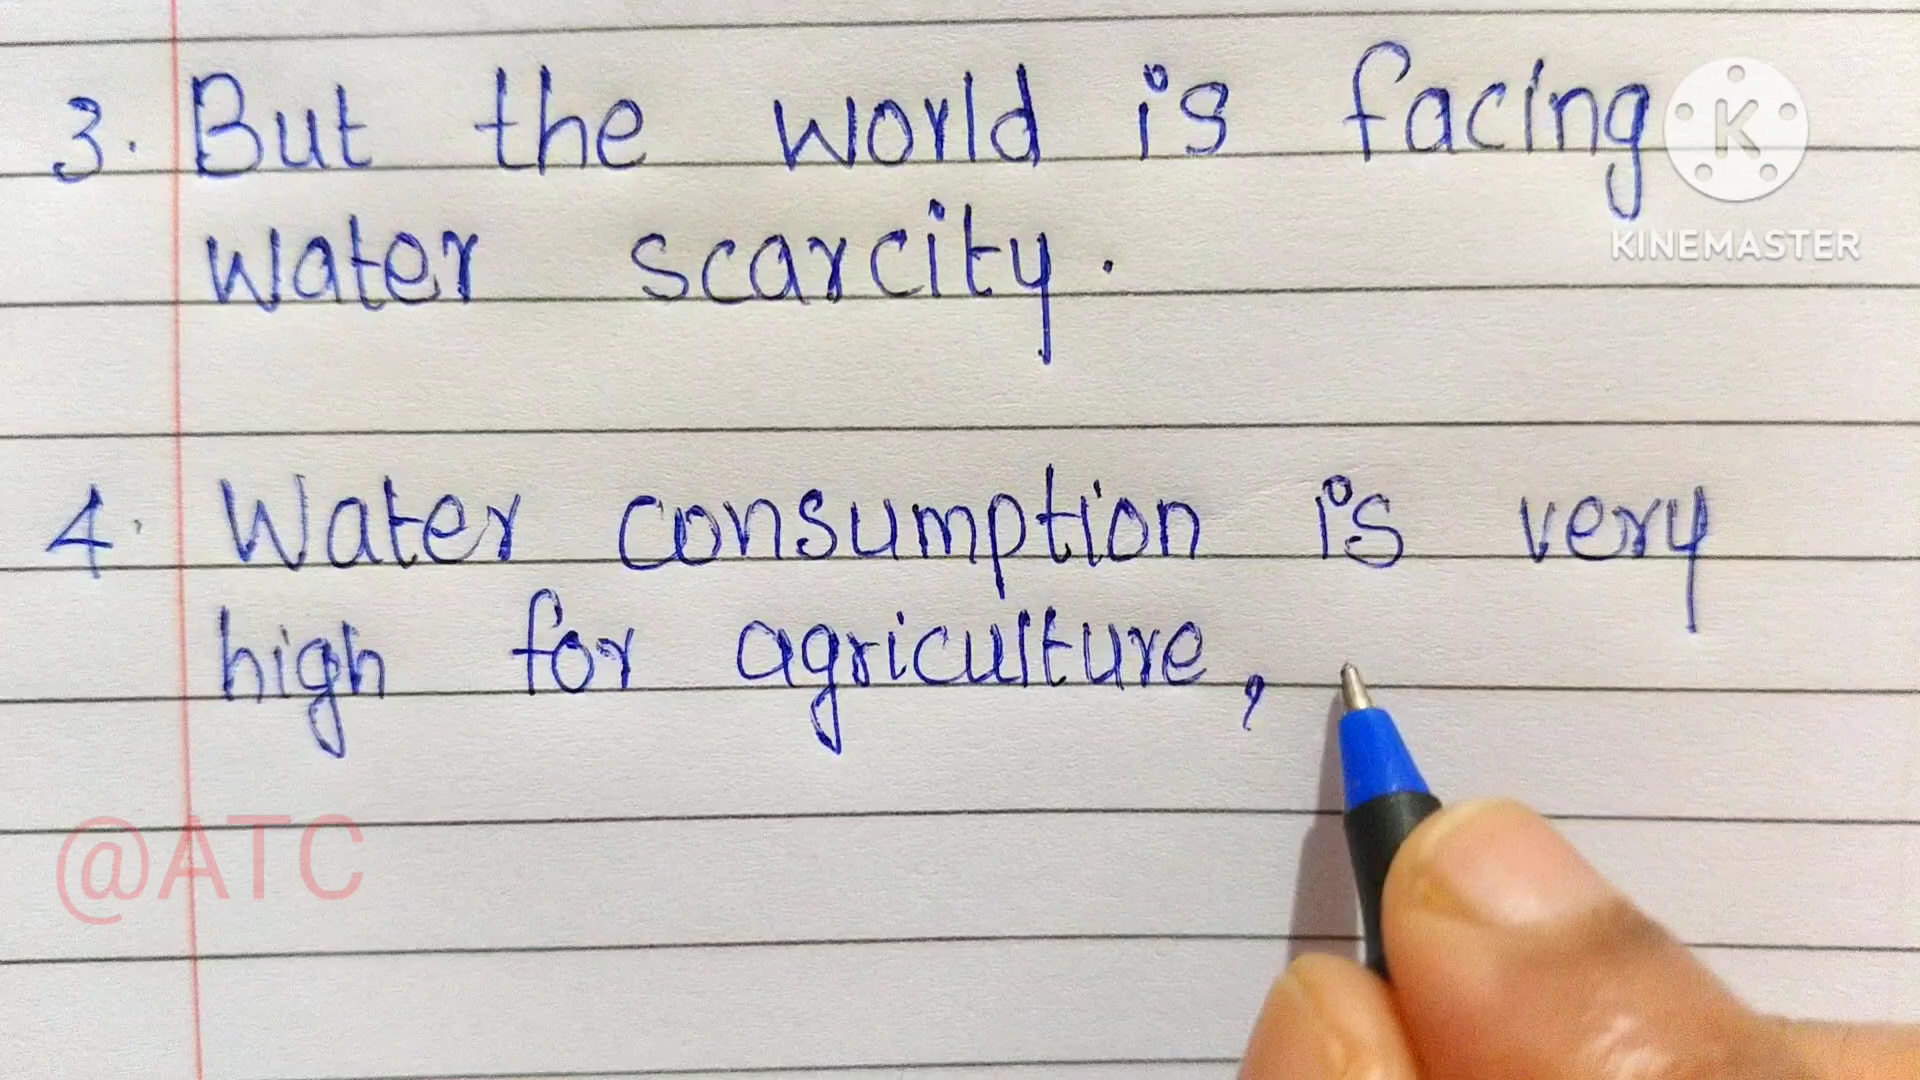 3. But the world is facing
water scarcity.
4. Water consumption is very
high for agriculture,
K
KINEMASTER
@ATC